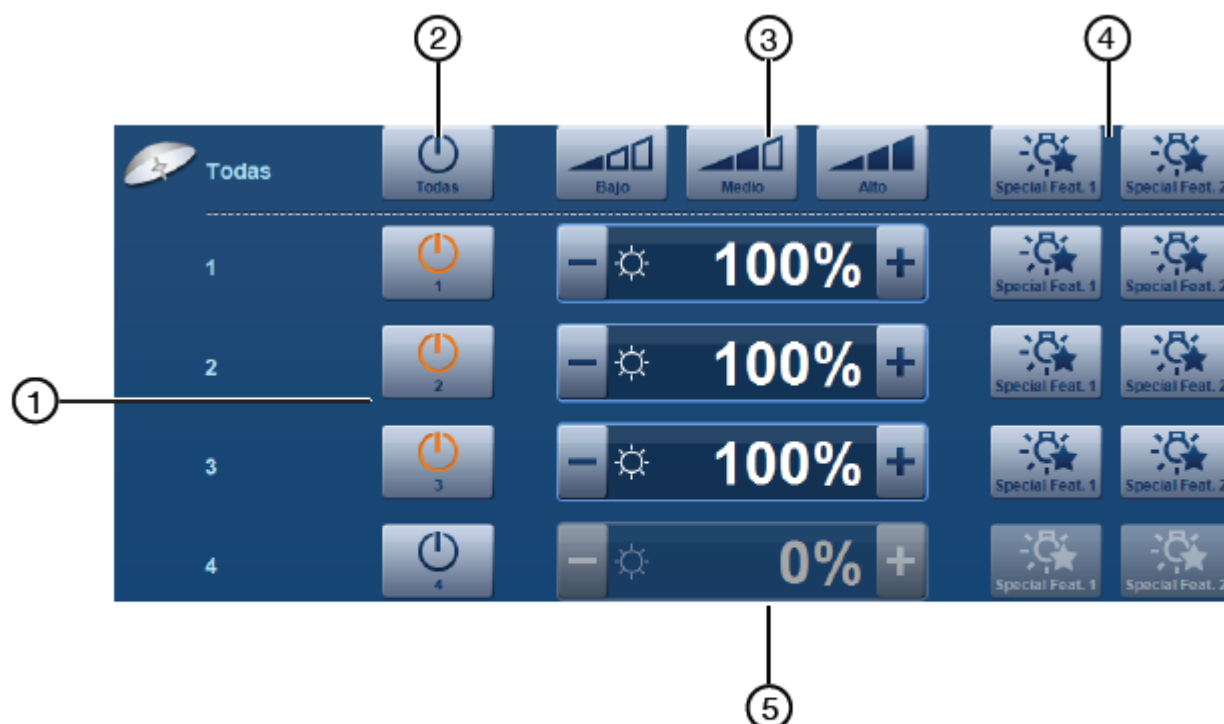 2 3 4
Todas Todas Bajo Medio Alto Special Feat. 1 Special Feat. 2
1 1 − 100% + Special Feat. 1 Special Feat. 2
2 2 − 100% + Special Feat. 1 Special Feat. 2
1
3 3 − 100% + Special Feat. 1 Special Feat. 2
4 4 − 0% + Special Feat. 1 Special Feat. 2
5